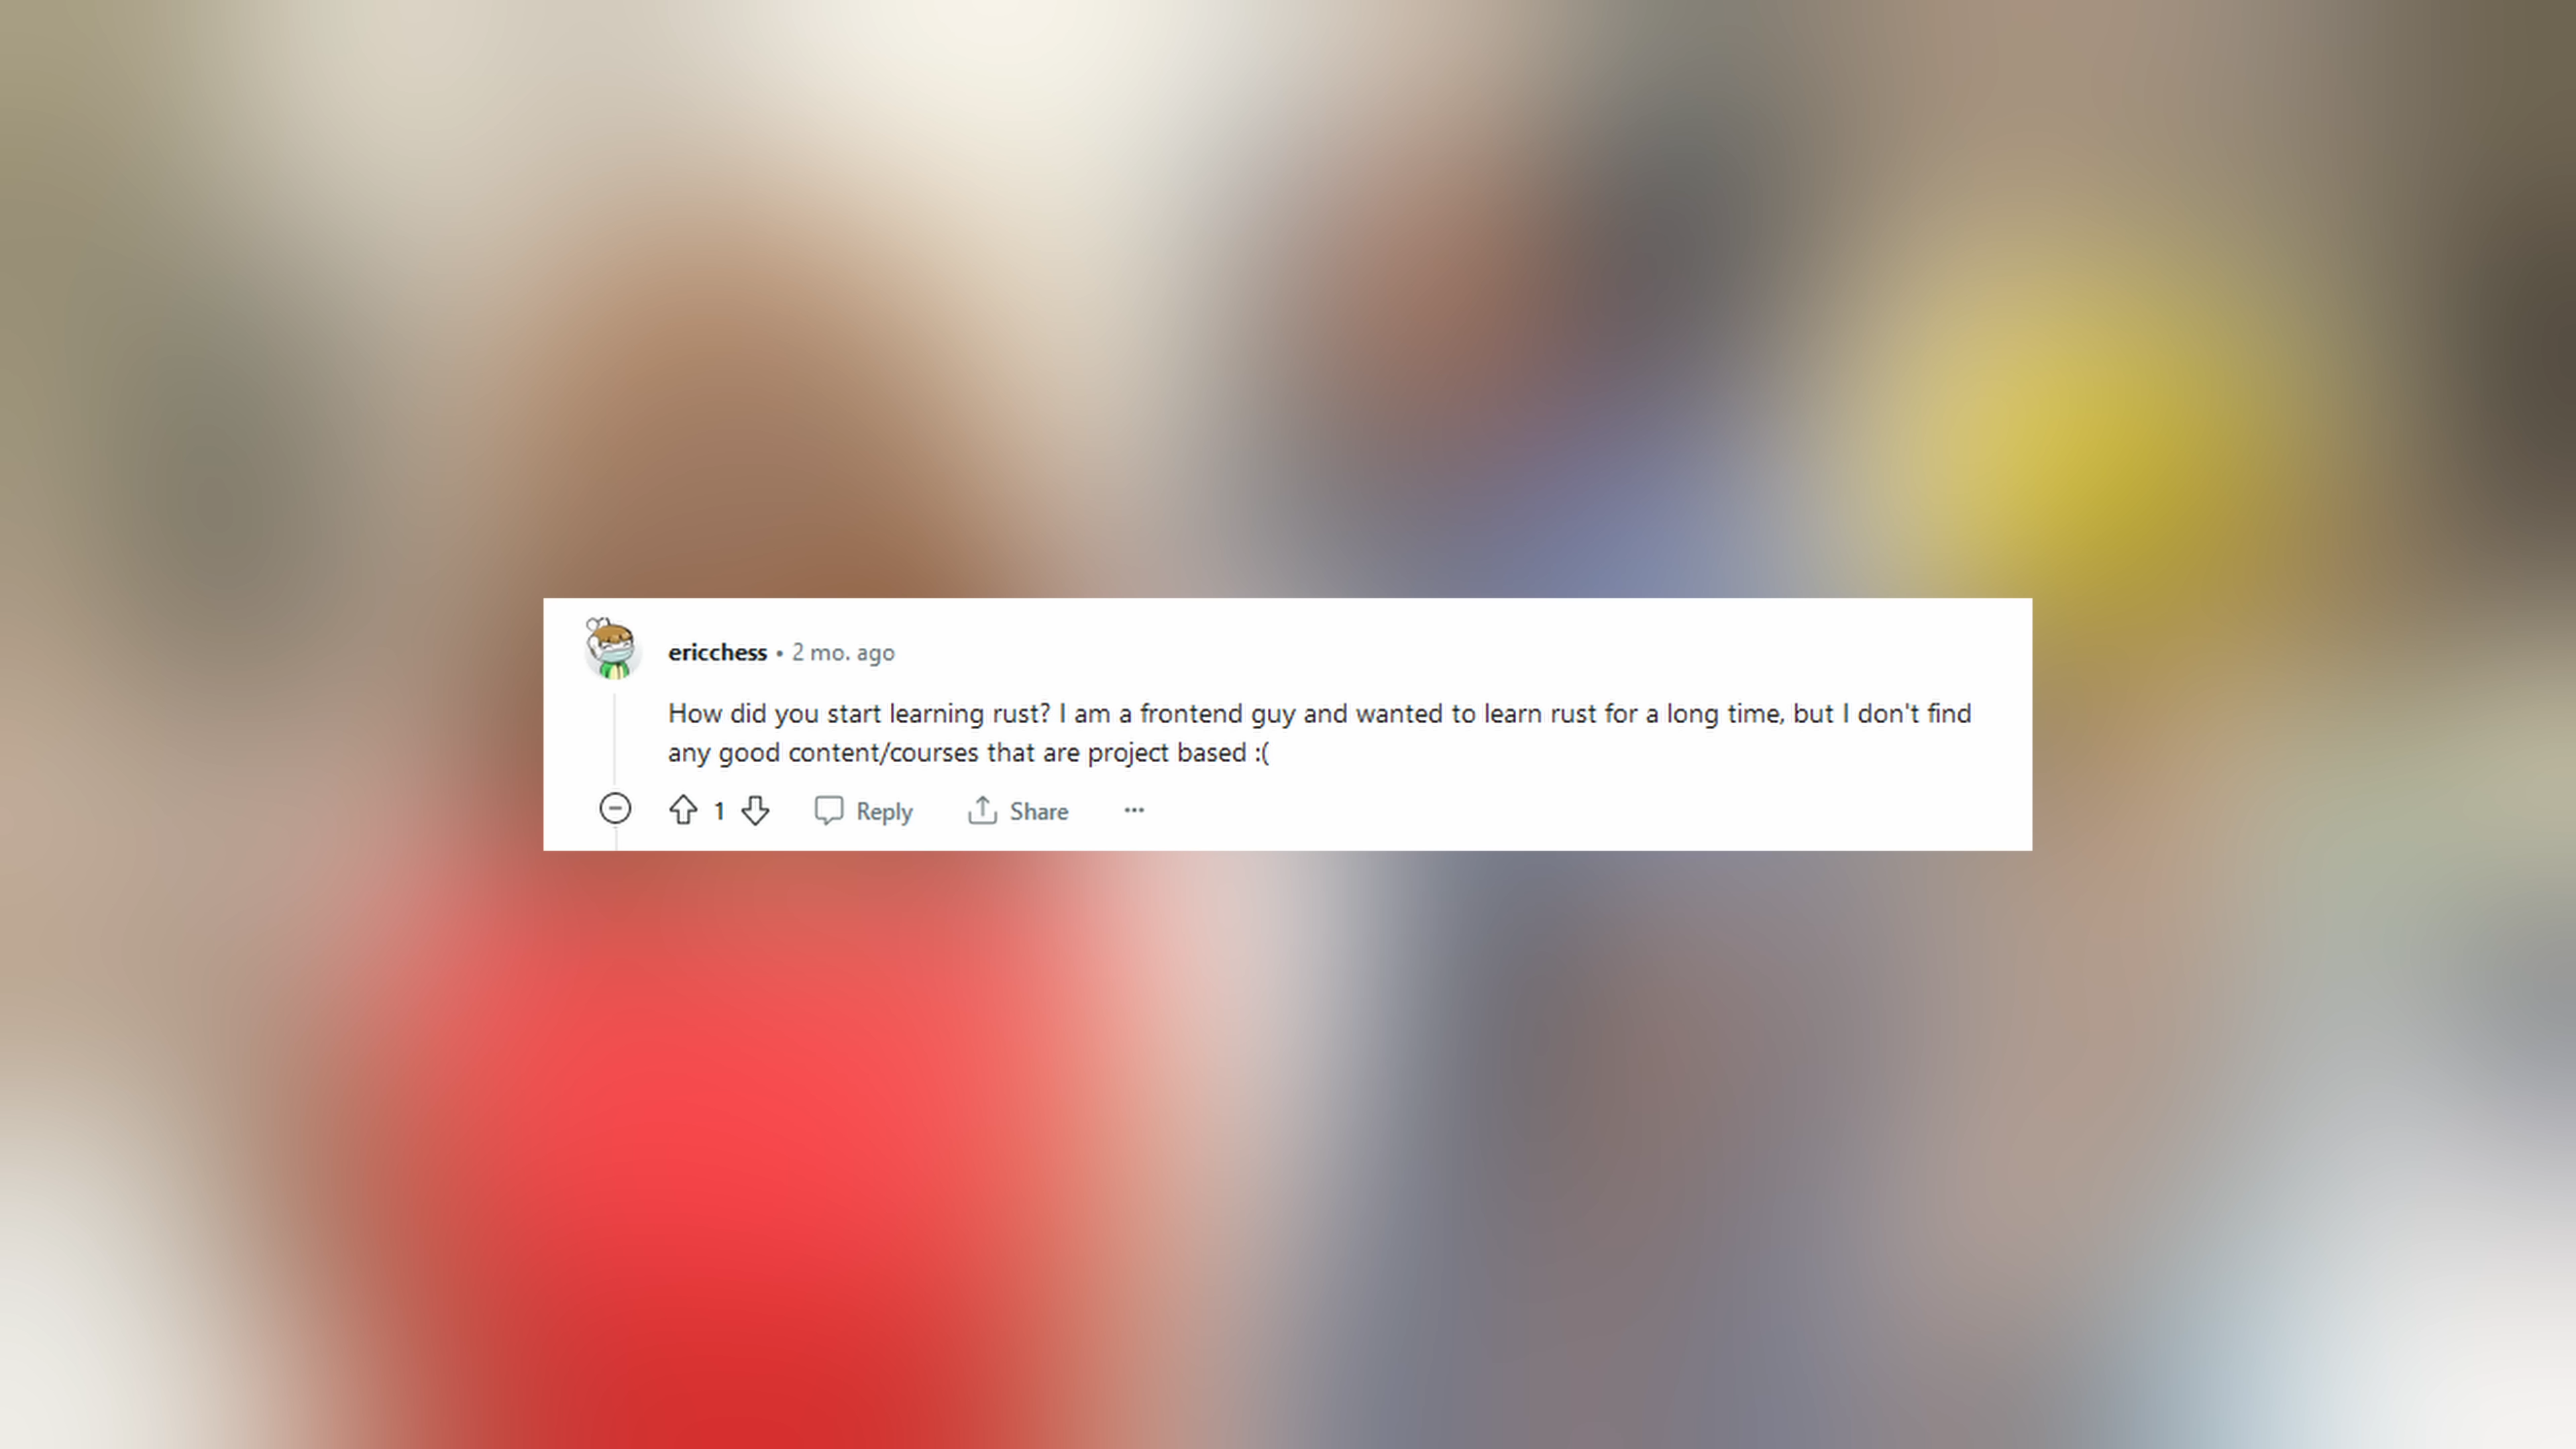 ericchess • 2 mo. ago
How did you start learning rust? I am a frontend guy and wanted to learn rust for a long time, but I don't find
any good content/courses that are project based :(
1 Reply Share ···